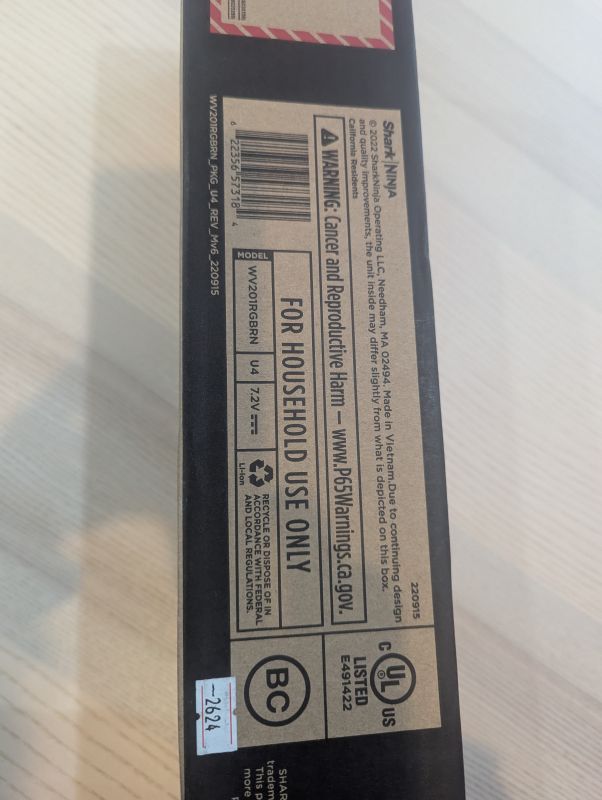 Shark|NINJA
© 2022 SharkNinja Operating LLC, Needham, MA 02494. Made in Vietnam.Due to continuing design
and quality improvements, the unit inside may differ slightly from what is depicted on this box.
California Residents
WARNING: Cancer and Reproductive Harm – www.P65Warnings.ca.gov.
FOR HOUSEHOLD USE ONLY
6 22356 57318 4
MODEL
WV201RGBRN U4 7.2V
Li-Ion
RECYCLE OR DISPOSE OF IN
ACCORDANCE WITH FEDERAL
AND LOCAL REGULATIONS.
WV201RGBRN_PKG_U4_REV_Mv6_220915
220915
C UL US
®
LISTED
E491422
BC
2624
SHAR
tradem
This p
more